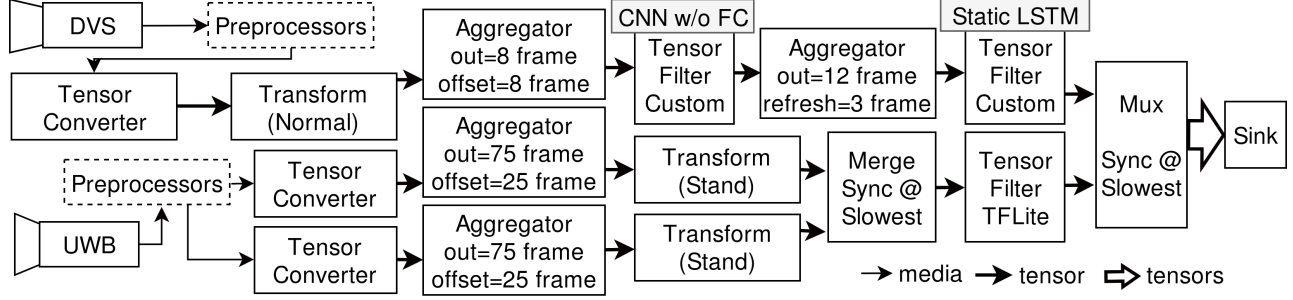 DVS
Preprocessors
Tensor
Converter
Transform
(Normal)
Aggregator
out=8 frame
offset=8 frame
CNN w/o FC
Tensor
Filter
Custom
Aggregator
out=12 frame
refresh=3 frame
Static LSTM
Tensor
Filter
Custom
Mux
Sync @
Slowest
Sink
UWB
Preprocessors
Tensor
Converter
Aggregator
out=75 frame
offset=25 frame
Transform
(Stand)
Merge
Sync @
Slowest
Tensor
Filter
TFLite
Tensor
Converter
Aggregator
out=75 frame
offset=25 frame
Transform
(Stand)
media
tensor
tensors